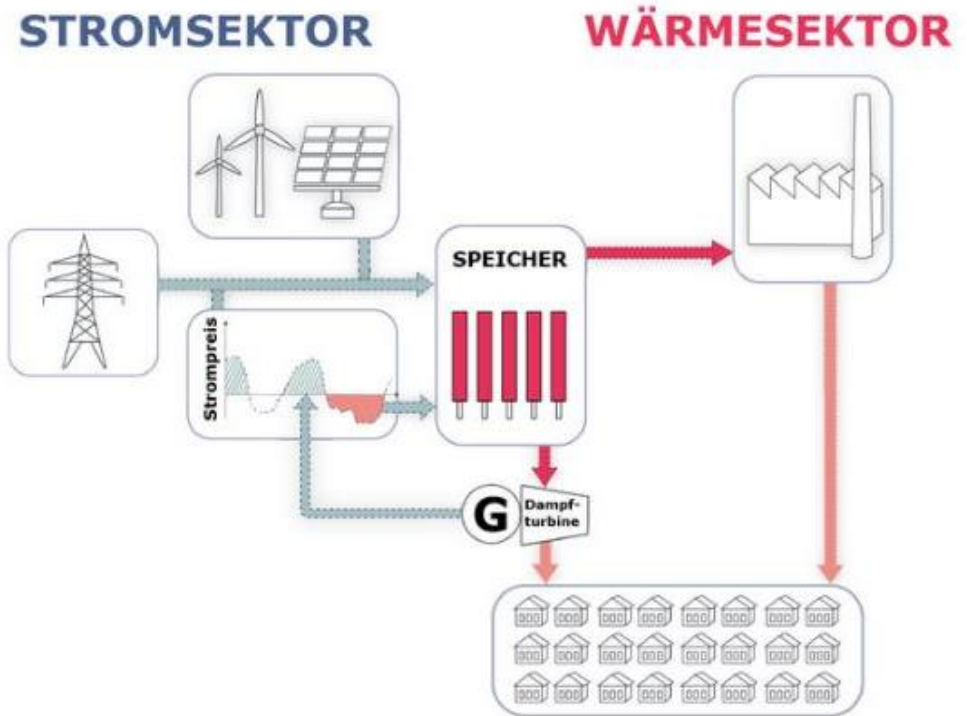 STROMSEKTOR
WÄRMESEKTOR
SPEICHER
Strompreis
G
Dampf-
turbine